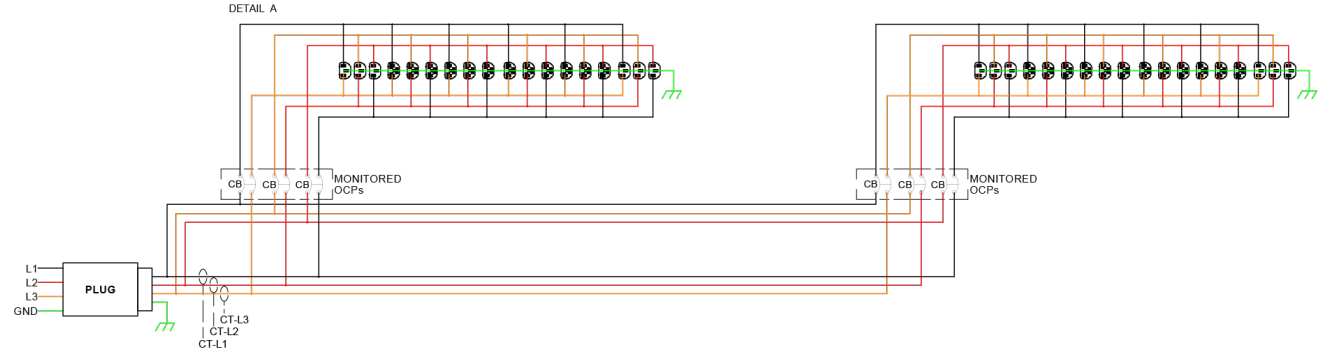 DETAIL A
CB CB CB MONITORED
OCPs
CB CB CB MONITORED
OCPs
L1
L2
L3
GND
PLUG
CT-L3
CT-L2
CT-L1